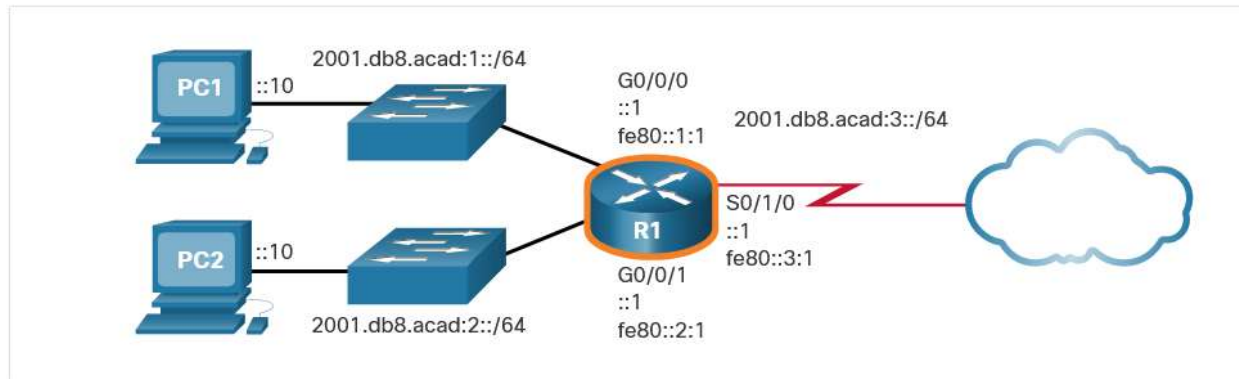 2001.db8.acad:1::/64
PC1
::10
G0/0/0
::1
fe80::1:1
2001.db8.acad:3::/64
R1
S0/1/0
::1
fe80::3:1
PC2
::10
G0/0/1
::1
fe80::2:1
2001.db8.acad:2::/64